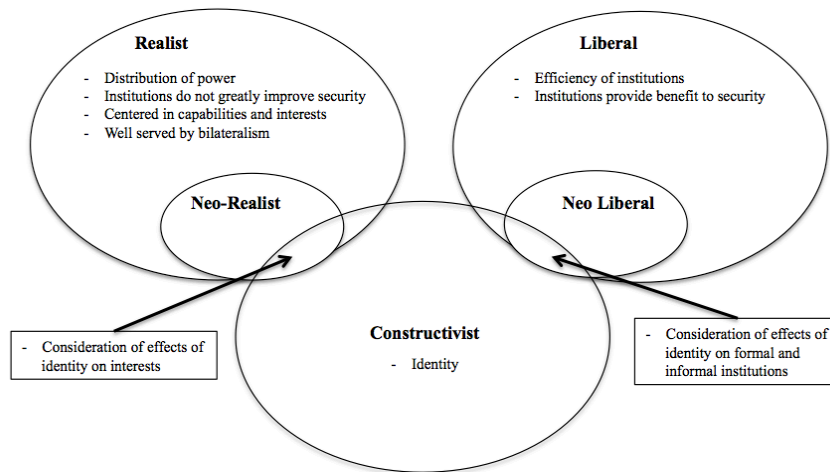 Realist
- Distribution of power
- Institutions do not greatly improve security
- Centered in capabilities and interests
- Well served by bilateralism
Neo-Realist
Liberal
- Efficiency of institutions
- Institutions provide benefit to security
Neo Liberal
Constructivist
- Identity
- Consideration of effects of
identity on interests
- Consideration of effects of
identity on formal and
informal institutions